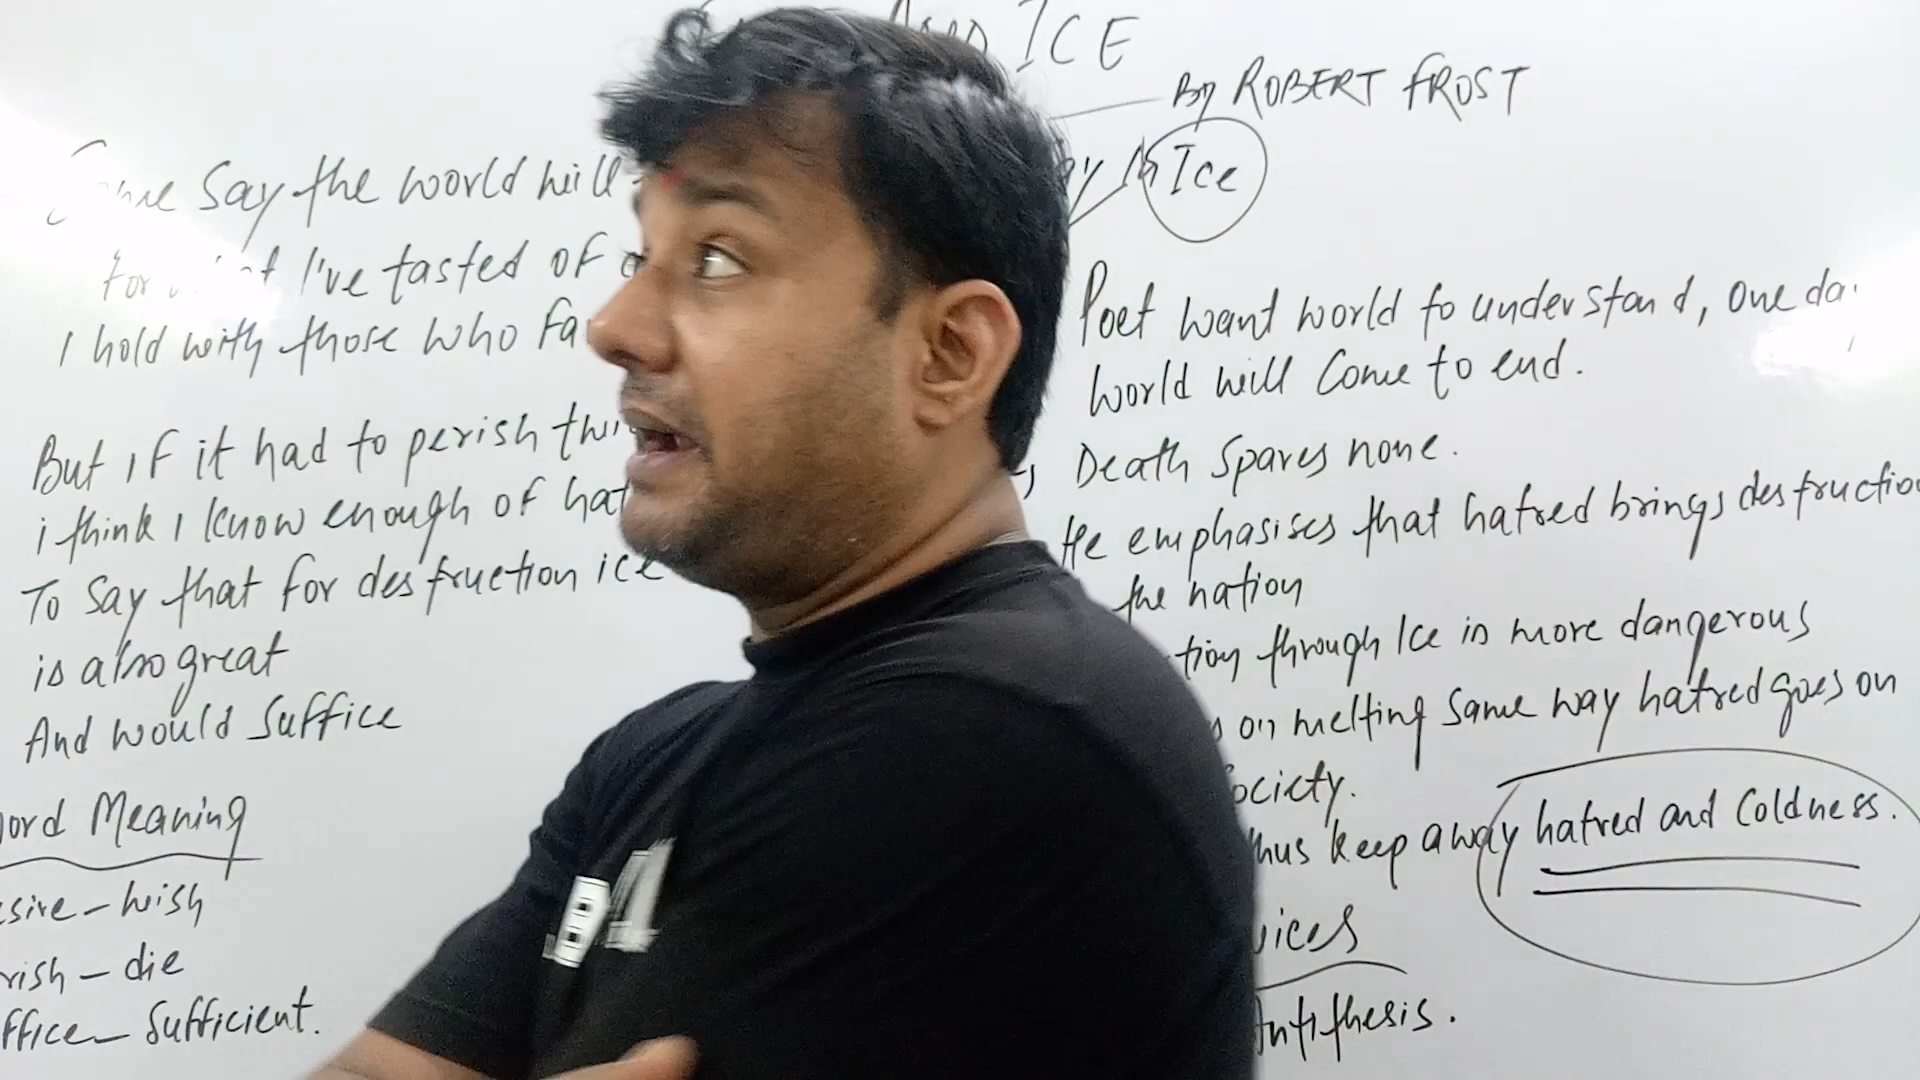 ICE
By ROBERT FROST
Some Say the world will
Ice
I've tasted of
I hold with those who fa
But if it had to perish
i think I know enough of hat
To Say that for destruction ice
is also great
And would Suffice
Word Meaning
esire - wish
rish - die
ffice - Sufficient.
Poet want world to understand, one da
world will Come to end.
Death Spares none.
He emphasises that hatred brings destruction
the nation
tion through Ice is more dangerous
on melting Same way hatred goes on
ociety.
hus keep away hatred and Coldness.
vices
Antithesis.